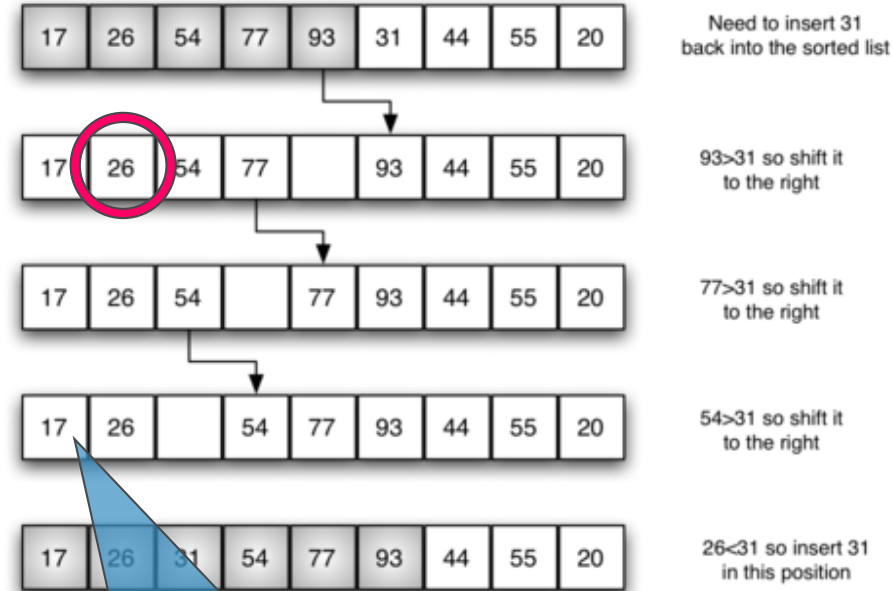 17 26 54 77 93 31 44 55 20
Need to insert 31
back into the sorted list
17 26 54 77 93 44 55 20
93>31 so shift it
to the right
17 26 54 77 93 44 55 20
77>31 so shift it
to the right
17 26 54 77 93 44 55 20
54>31 so shift it
to the right
17 26 31 54 77 93 44 55 20
26<31 so insert 31
in this position